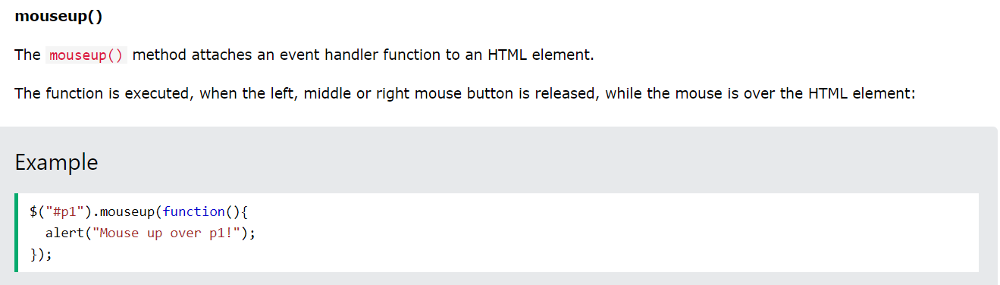 mouseup()
The mouseup() method attaches an event handler function to an HTML element.
The function is executed, when the left, middle or right mouse button is released, while the mouse is over the HTML element:
Example
$("#p1").mouseup(function(){
  alert("Mouse up over p1!");
});